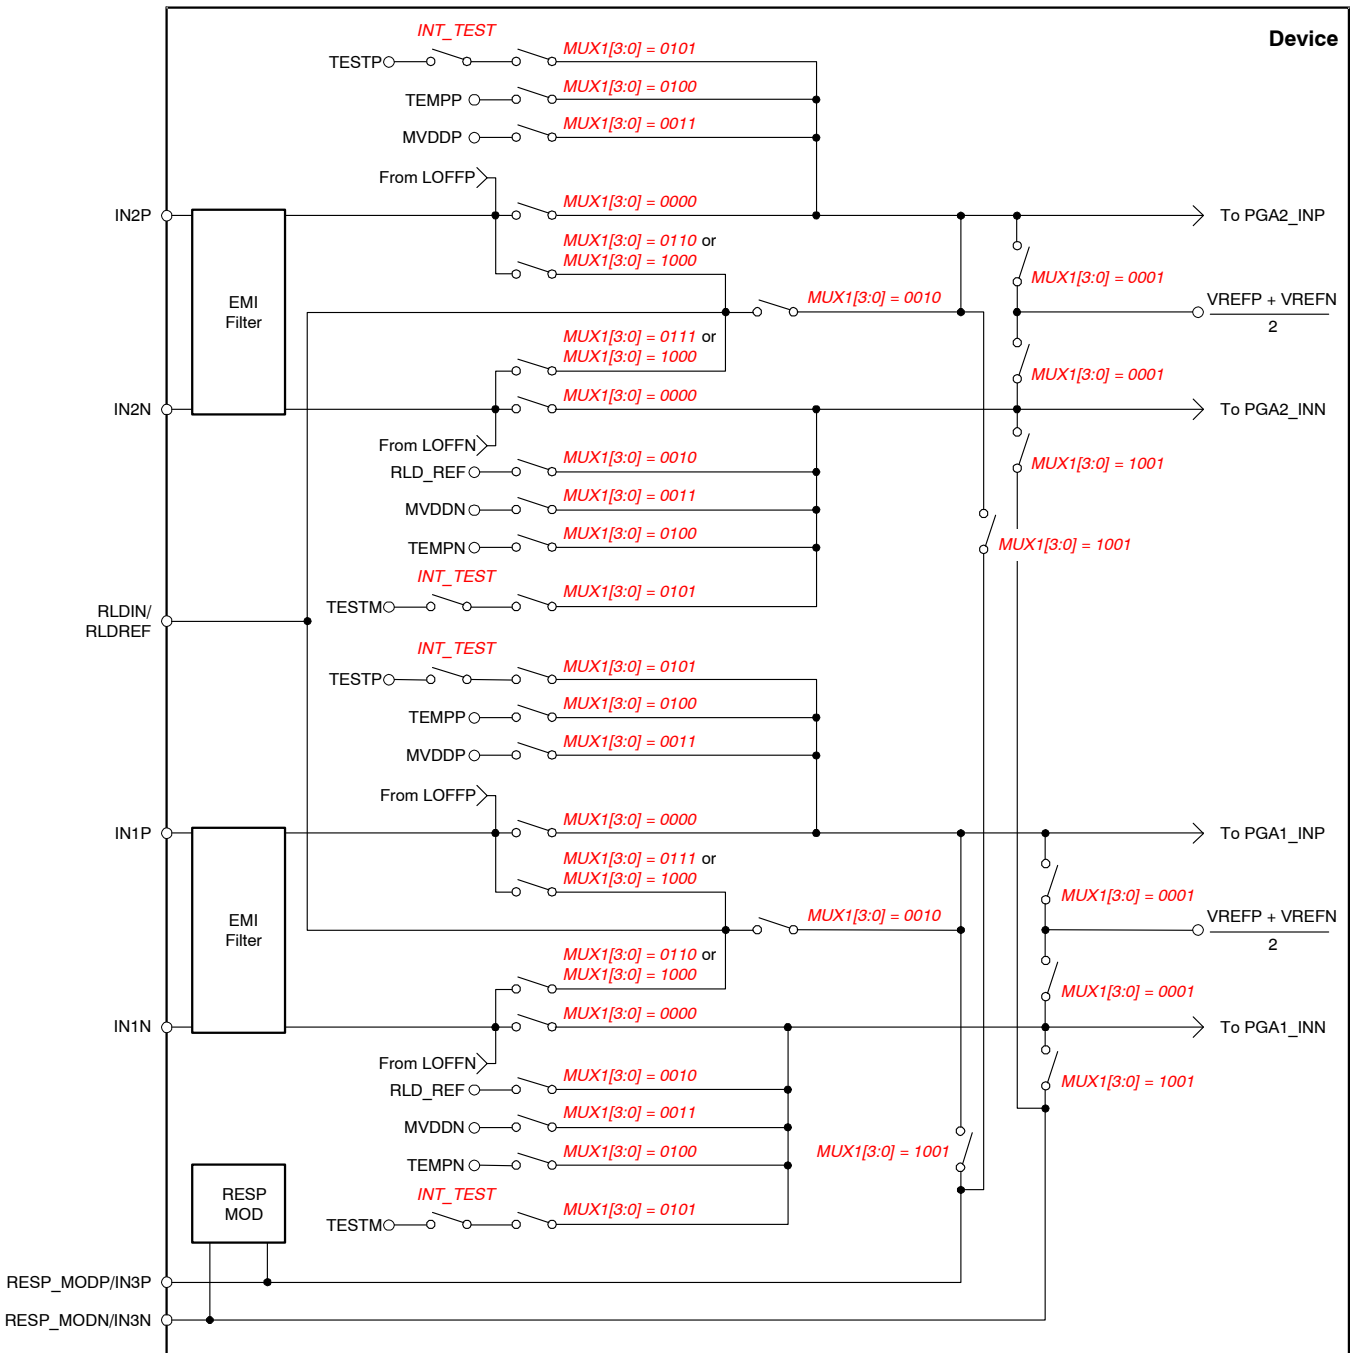 Device
INT_TEST
MUX1[3:0] = 0101
TESTP
MUX1[3:0] = 0100
TEMPP
MUX1[3:0] = 0011
MVDDP
From LOFFP
MUX1[3:0] = 0000
IN2P
To PGA2_INP
MUX1[3:0] = 0110 or
MUX1[3:0] = 1000
MUX1[3:0] = 0001
EMI
Filter
MUX1[3:0] = 0010
VREFP + VREFN
2
MUX1[3:0] = 0111 or
MUX1[3:0] = 1000
MUX1[3:0] = 0001
MUX1[3:0] = 0000
IN2N
To PGA2_INN
From LOFFN
MUX1[3:0] = 0010
RLD_REF
MUX1[3:0] = 1001
MUX1[3:0] = 0011
MVDDN
MUX1[3:0] = 0100
TEMPN
MUX1[3:0] = 1001
INT_TEST
MUX1[3:0] = 0101
TESTM
RLDIN/
RLDREF
INT_TEST
MUX1[3:0] = 0101
TESTP
MUX1[3:0] = 0100
TEMPP
MUX1[3:0] = 0011
MVDDP
From LOFFP
MUX1[3:0] = 0000
IN1P
To PGA1_INP
MUX1[3:0] = 0111 or
MUX1[3:0] = 1000
MUX1[3:0] = 0001
EMI
Filter
MUX1[3:0] = 0010
VREFP + VREFN
2
MUX1[3:0] = 0110 or
MUX1[3:0] = 1000
MUX1[3:0] = 0001
MUX1[3:0] = 0000
IN1N
To PGA1_INN
From LOFFN
MUX1[3:0] = 0010
RLD_REF
MUX1[3:0] = 1001
MUX1[3:0] = 0011
MVDDN
MUX1[3:0] = 0100
TEMPN
MUX1[3:0] = 1001
RESP
MOD
INT_TEST
MUX1[3:0] = 0101
TESTM
RESP_MODP/IN3P
RESP_MODN/IN3N